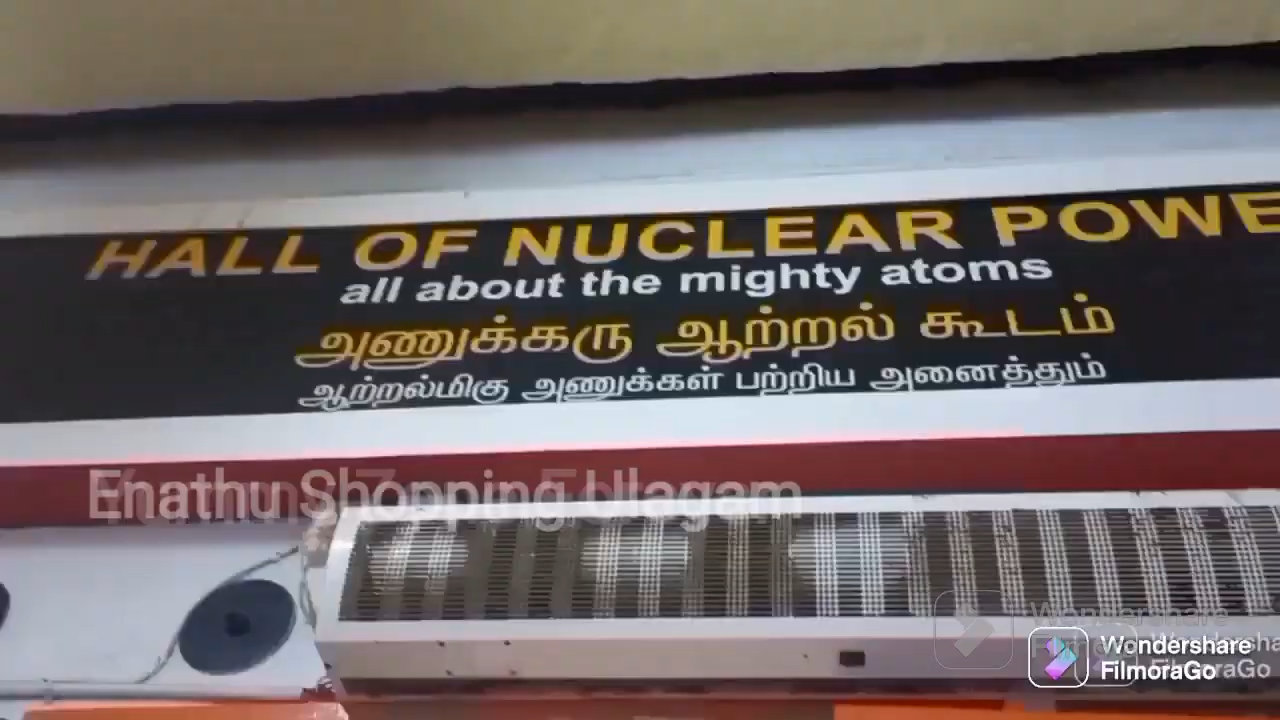 HALL OF NUCLEAR POWE
all about the mighty atoms
அணுக்கரு ஆற்றல் கூடம்
ஆற்றல்மிகு அணுக்கள் பற்றிய அனைத்தும்
Enathu Shopping Ulagam
Wondershare
FilmoraGo